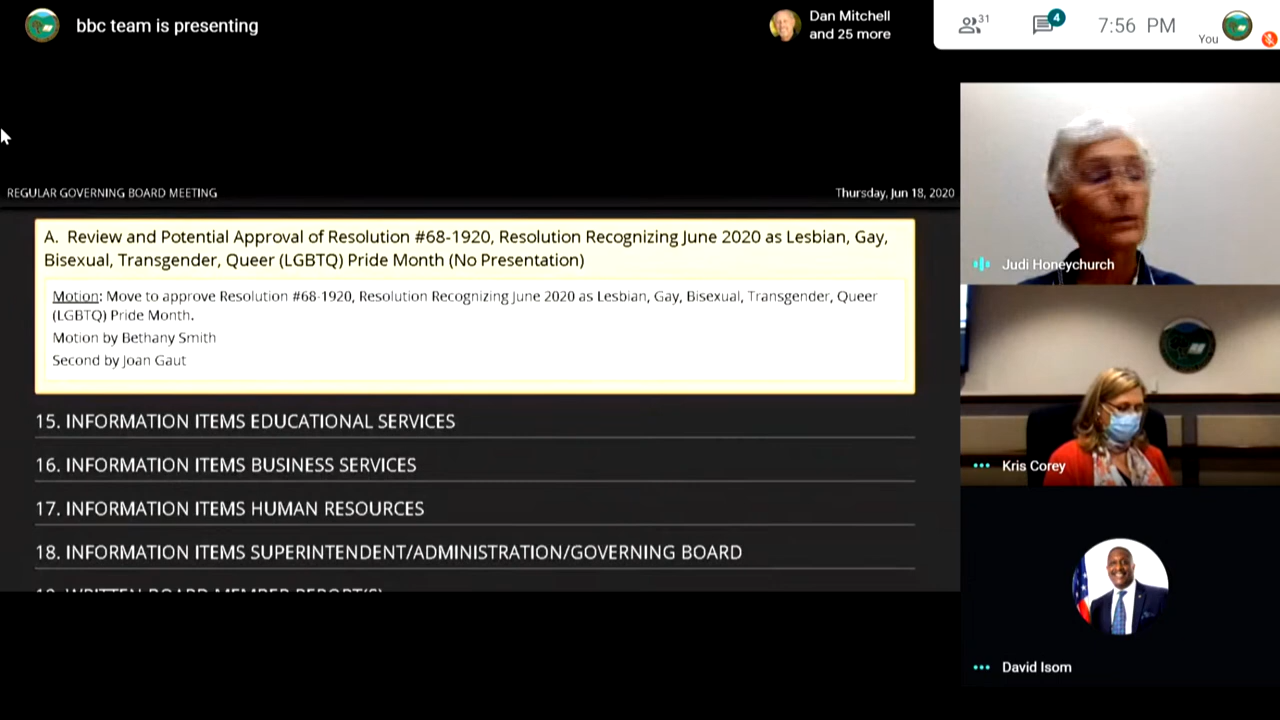 bbc team is presenting
Dan Mitchell
and 25 more
31
4
7:56 PM
You
REGULAR GOVERNING BOARD MEETING
Thursday, Jun 18, 2020
A. Review and Potential Approval of Resolution #68-1920, Resolution Recognizing June 2020 as Lesbian, Gay,
Bisexual, Transgender, Queer (LGBTQ) Pride Month (No Presentation)
Motion: Move to approve Resolution #68-1920, Resolution Recognizing June 2020 as Lesbian, Gay, Bisexual, Transgender, Queer
(LGBTQ) Pride Month.
Motion by Bethany Smith
Second by Joan Gaut
15. INFORMATION ITEMS EDUCATIONAL SERVICES
16. INFORMATION ITEMS BUSINESS SERVICES
17. INFORMATION ITEMS HUMAN RESOURCES
18. INFORMATION ITEMS SUPERINTENDENT/ADMINISTRATION/GOVERNING BOARD
19. WRITTEN BOARD MEMBER REPORT(S)
Judi Honeychurch
Kris Corey
David Isom